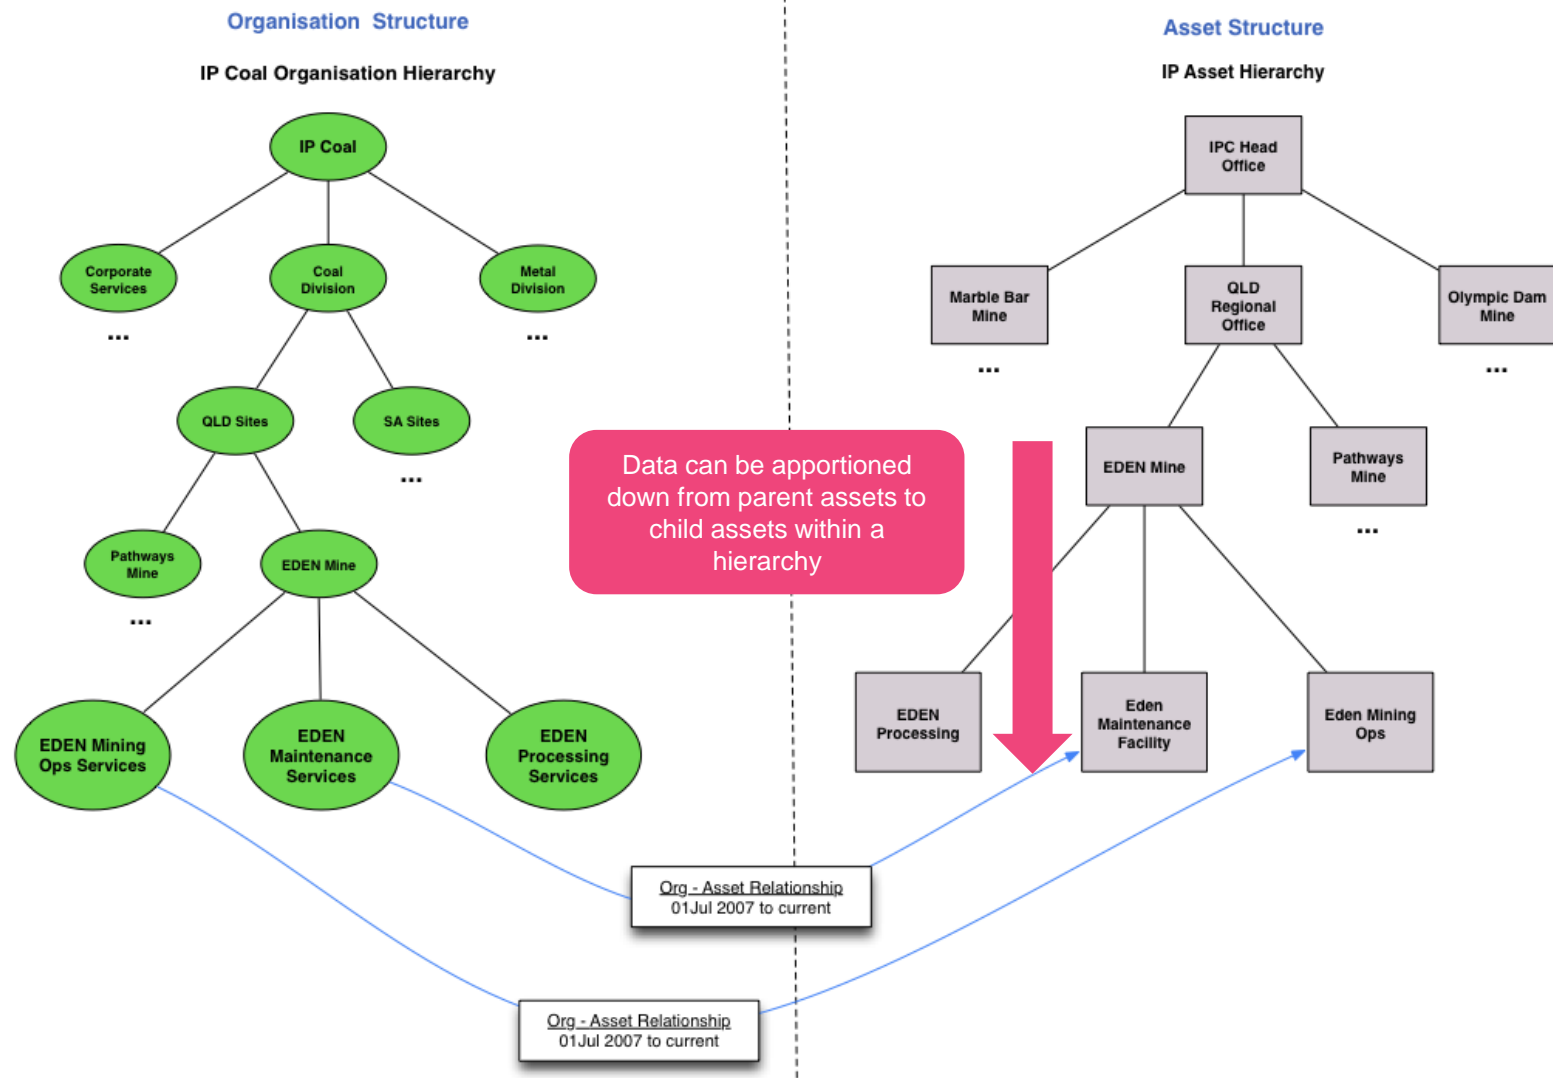 Organisation  Structure
IP Coal Organisation Hierarchy
IP Coal
Corporate
Services
...
Coal
Division
Metal
Division
...
QLD Sites
SA Sites
...
Pathways
Mine
...
EDEN Mine
EDEN Mining
Ops Services
EDEN
Maintenance
Services
EDEN
Processing
Services
Data can be apportioned
down from parent assets to
child assets within a
hierarchy
Asset Structure
IP Asset Hierarchy
IPC Head
Office
Marble Bar
Mine
...
QLD
Regional
Office
Olympic Dam
Mine
...
EDEN Mine
Pathways
Mine
...
EDEN
Processing
Eden
Maintenance
Facility
Eden Mining
Ops
Org - Asset Relationship
01Jul 2007 to current
Org - Asset Relationship
01Jul 2007 to current